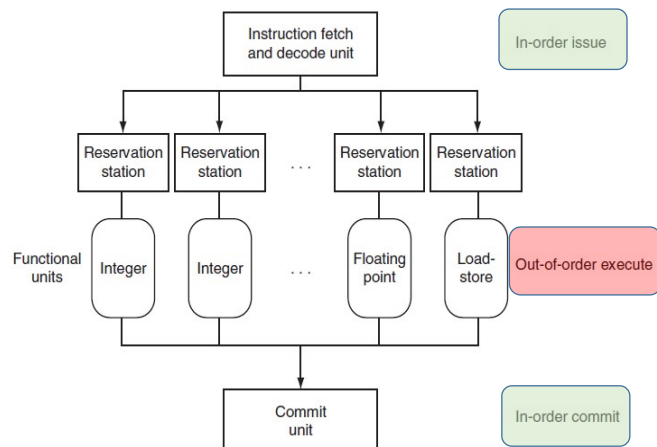 Instruction fetch
and decode unit
In-order issue
Reservation
station
Reservation
station
...
Reservation
station
Reservation
station
Functional
units
Integer
Integer
...
Floating
point
Load-
store
Out-of-order execute
Commit
unit
In-order commit